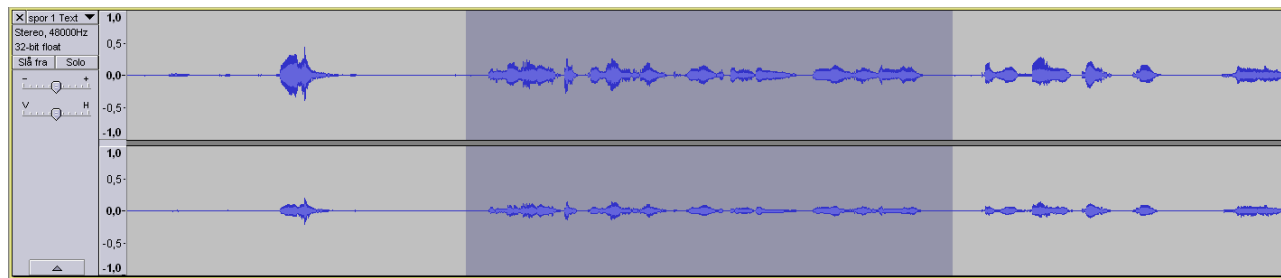 × spor 1 Text ▼
Stereo, 48000Hz
32-bit float
Slå fra Solo
- +
V H
1,0
0,5-
0,0-
-0,5-
-1,0
1,0
0,5-
0,0-
-0,5-
-1,0